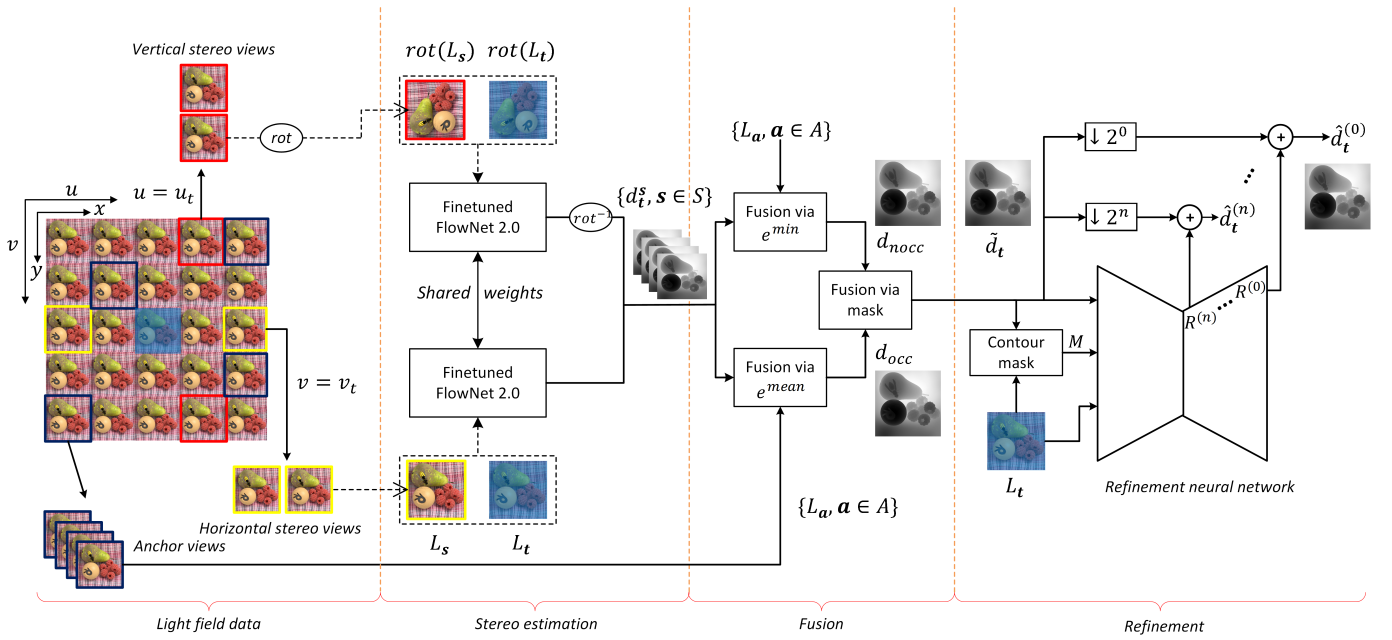 Vertical stereo views
rot
u
x
v
y
u = u_t
v = v_t
Horizontal stereo views
Anchor views
Light field data
rot(L_s) rot(L_t)
Finetuned
FlowNet 2.0
rot⁻¹
Shared weights
Finetuned
FlowNet 2.0
L_s L_t
Stereo estimation
{d_t^s, s ∈ S}
{L_a, a ∈ A}
Fusion via
e^min
d_nocc
Fusion via
mask
Fusion via
e^mean
d_occ
{L_a, a ∈ A}
Fusion
d̃_t
↓ 2⁰
+
d̂_t^(0)
↓ 2ⁿ
+
d̂_t^(n)
R^(n)
R^(0)
Contour
mask
M
L_t
Refinement neural network
Refinement